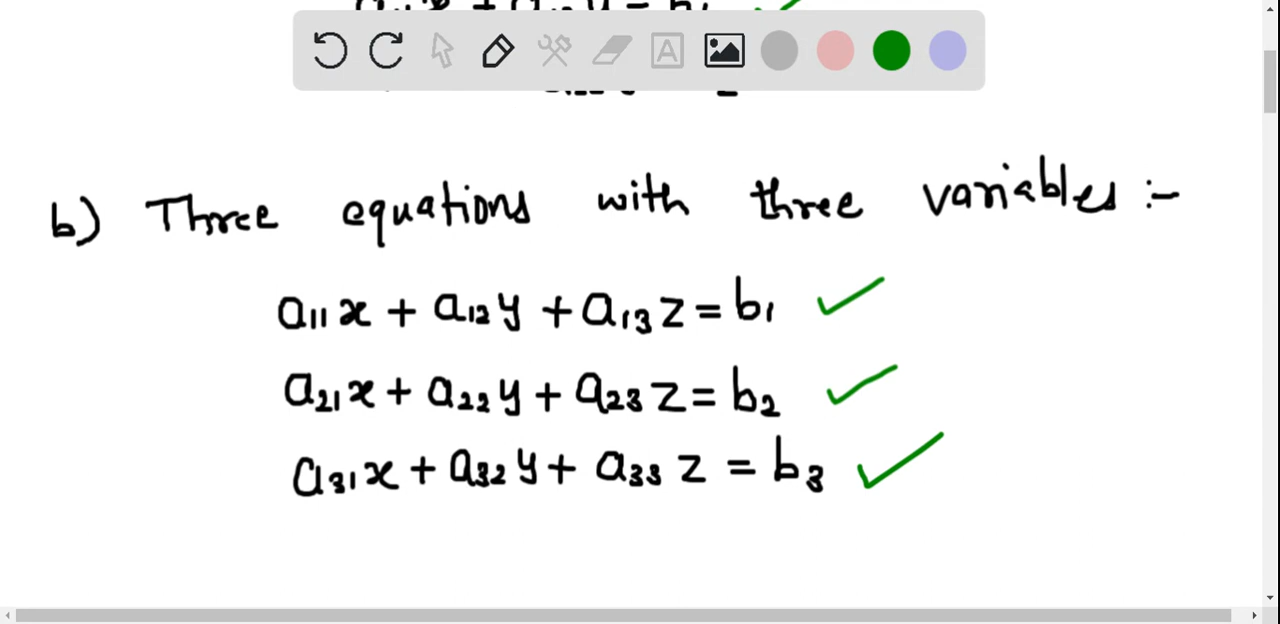 b) Three equations with three variables :-
a₁₁x + a₁₂y + a₁₃z = b₁
a₂₁x + a₂₂y + a₂₃z = b₂
a₃₁x + a₃₂y + a₃₃z = b₃